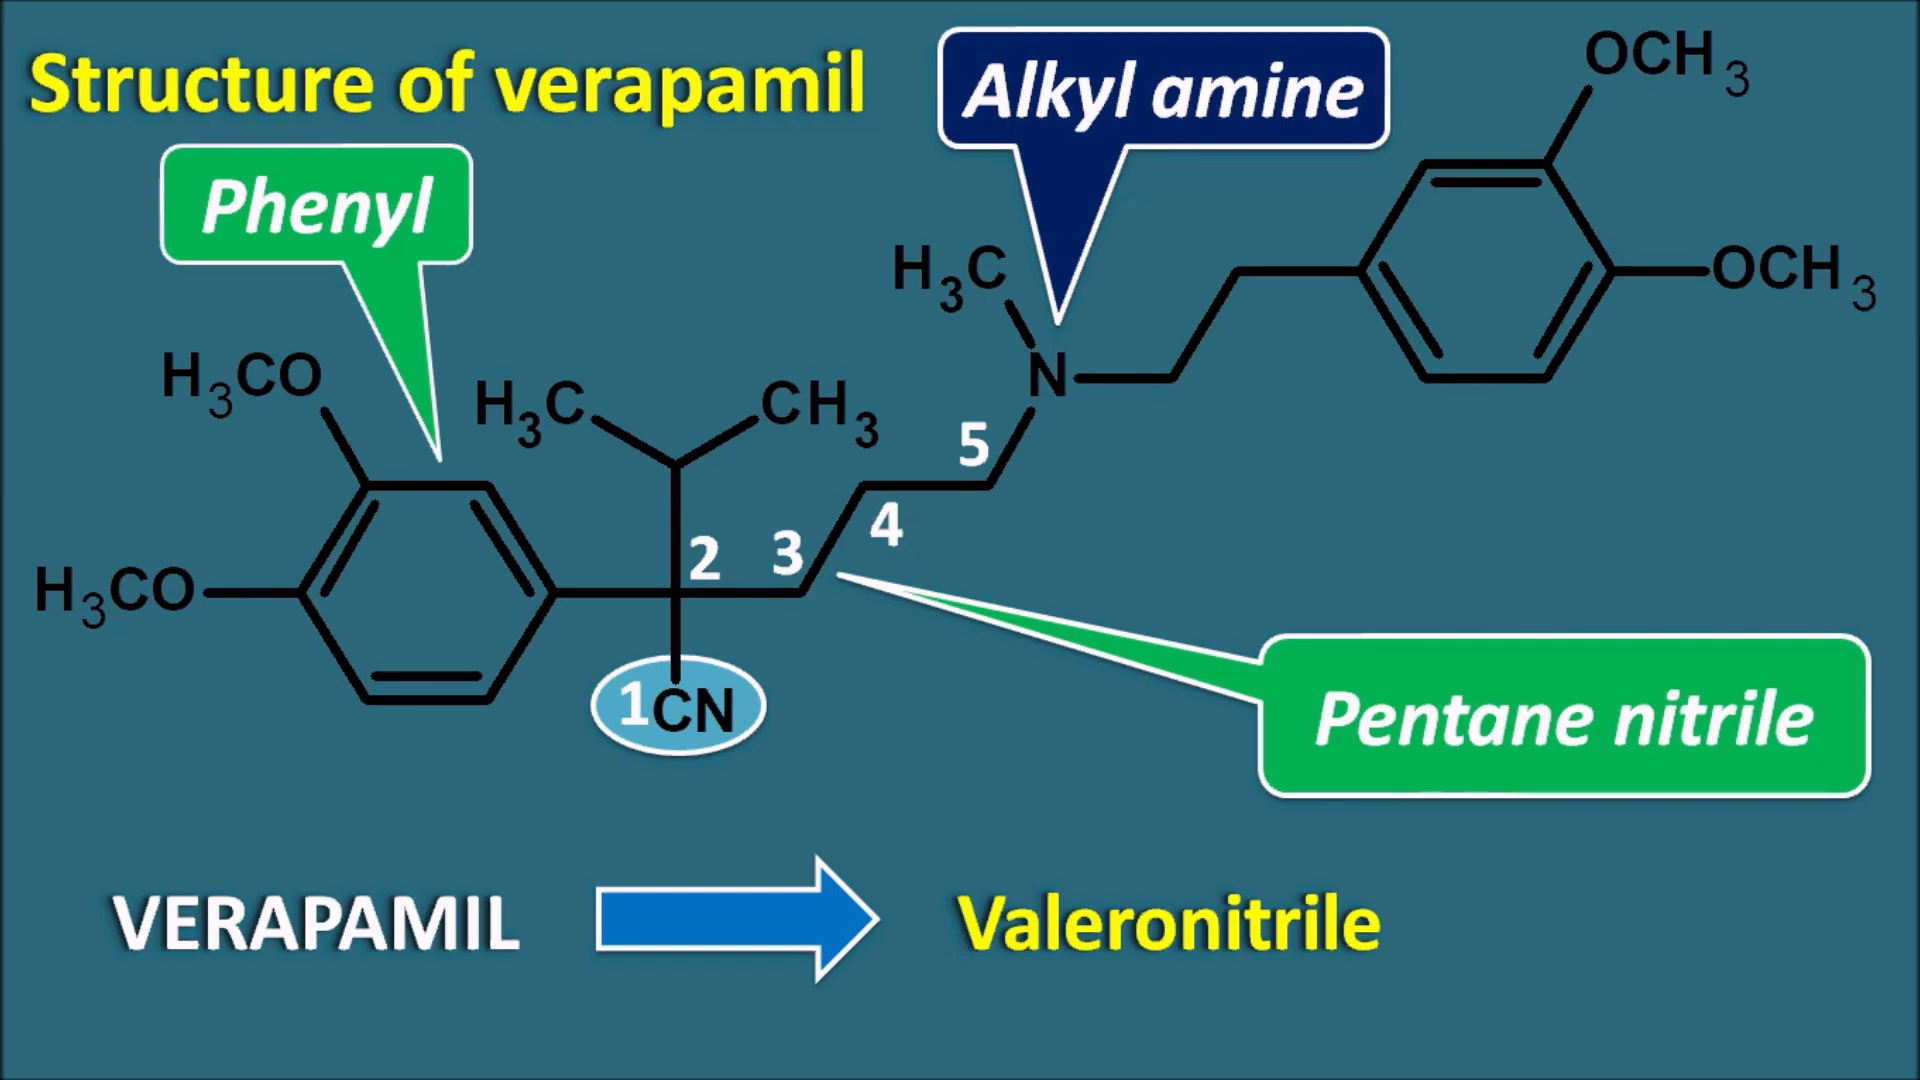 Structure of verapamil
Alkyl amine
OCH3
Phenyl
H3C
OCH3
H3CO
H3C
CH3
N
5
4
2
3
H3CO
1CN
Pentane nitrile
VERAPAMIL
Valeronitrile